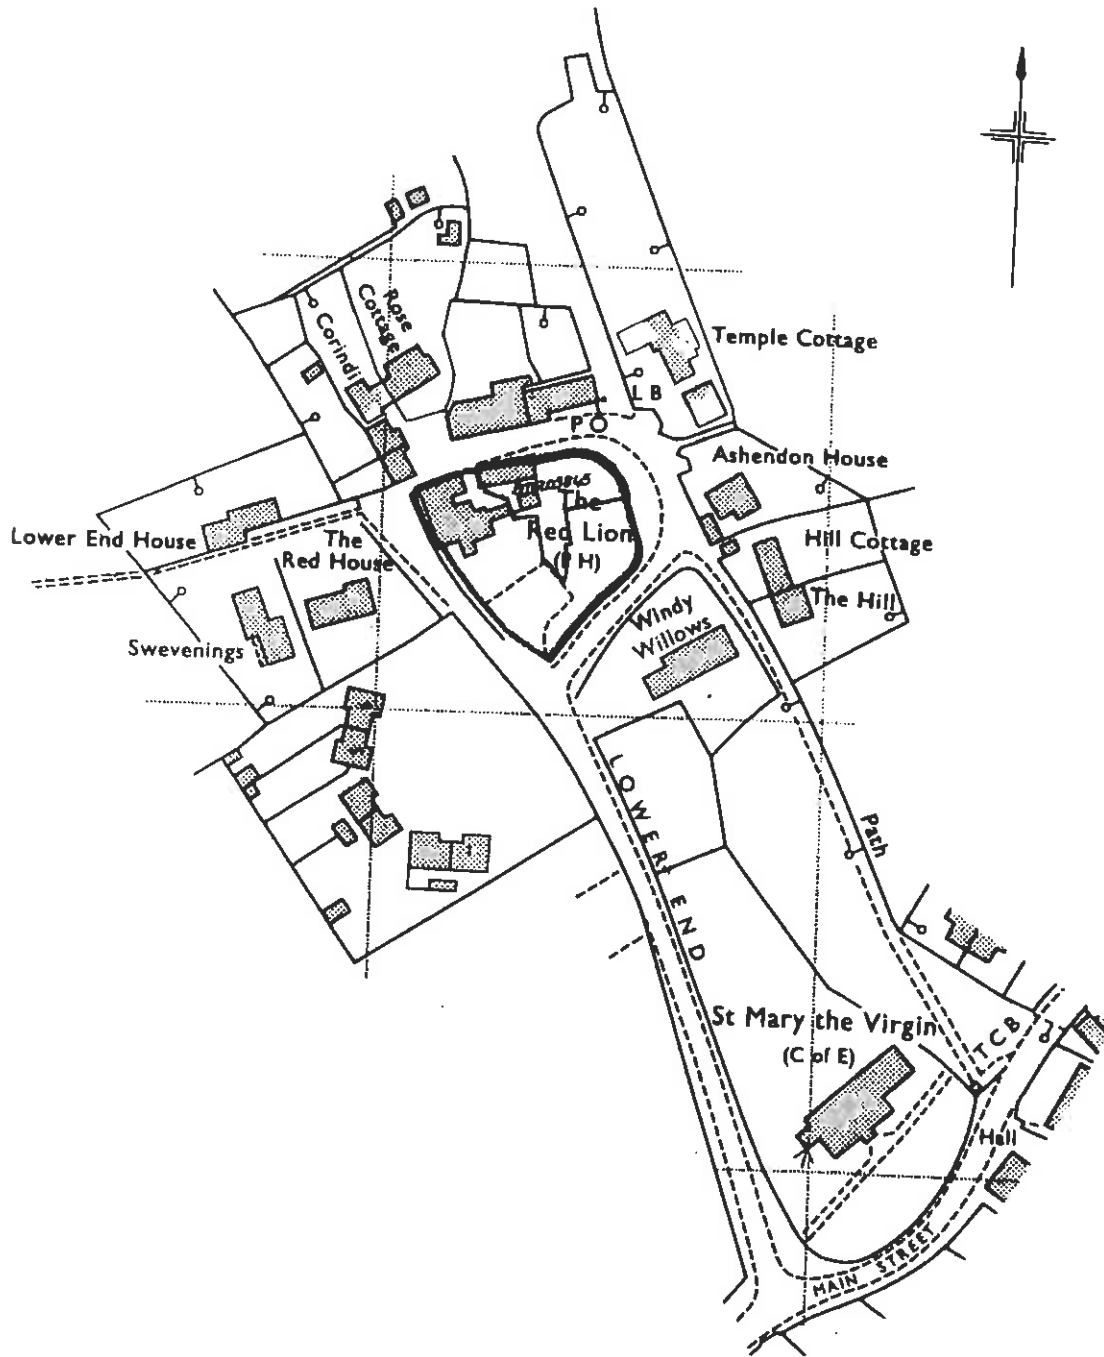 Rose
Cottage
Corindi
Temple Cottage
L B
P
Ashendon House
The
Red Lion
(P H)
Lower End House
The
Red House
Hill Cottage
The Hill
Windy
Willows
Swevenings
LOWER END
Path
St Mary the Virgin
(C of E)
T C B
Hall
MAIN STREET